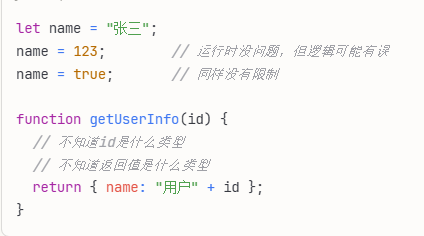 let name = "张三";
name = 123;        // 运行时没问题，但逻辑可能有误
name = true;       // 同样没有限制
function getUserInfo(id) {
  // 不知道id是什么类型
  // 不知道返回值是什么类型
  return { name: "用户" + id };
}